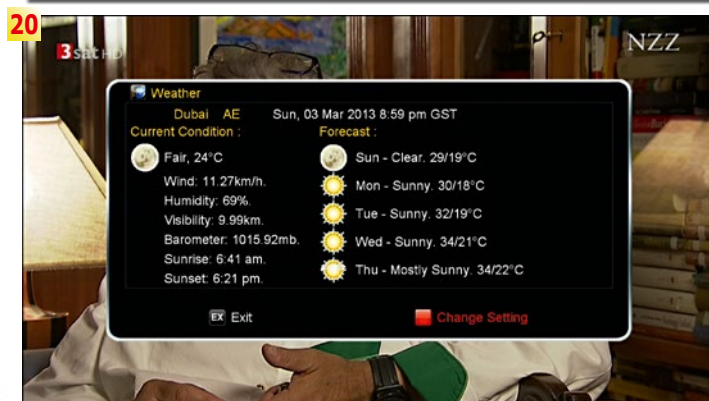 20
3sat HD
NZZ
Weather
Dubai AE Sun, 03 Mar 2013 8:59 pm GST
Current Condition :
Fair, 24°C
Wind: 11.27km/h.
Humidity: 69%.
Visibility: 9.99km.
Barometer: 1015.92mb.
Sunrise: 6:41 am.
Sunset: 6:21 pm.
Forecast :
Sun - Clear. 29/19°C
Mon - Sunny. 30/18°C
Tue - Sunny. 32/19°C
Wed - Sunny. 34/21°C
Thu - Mostly Sunny. 34/22°C
EX Exit
Change Setting